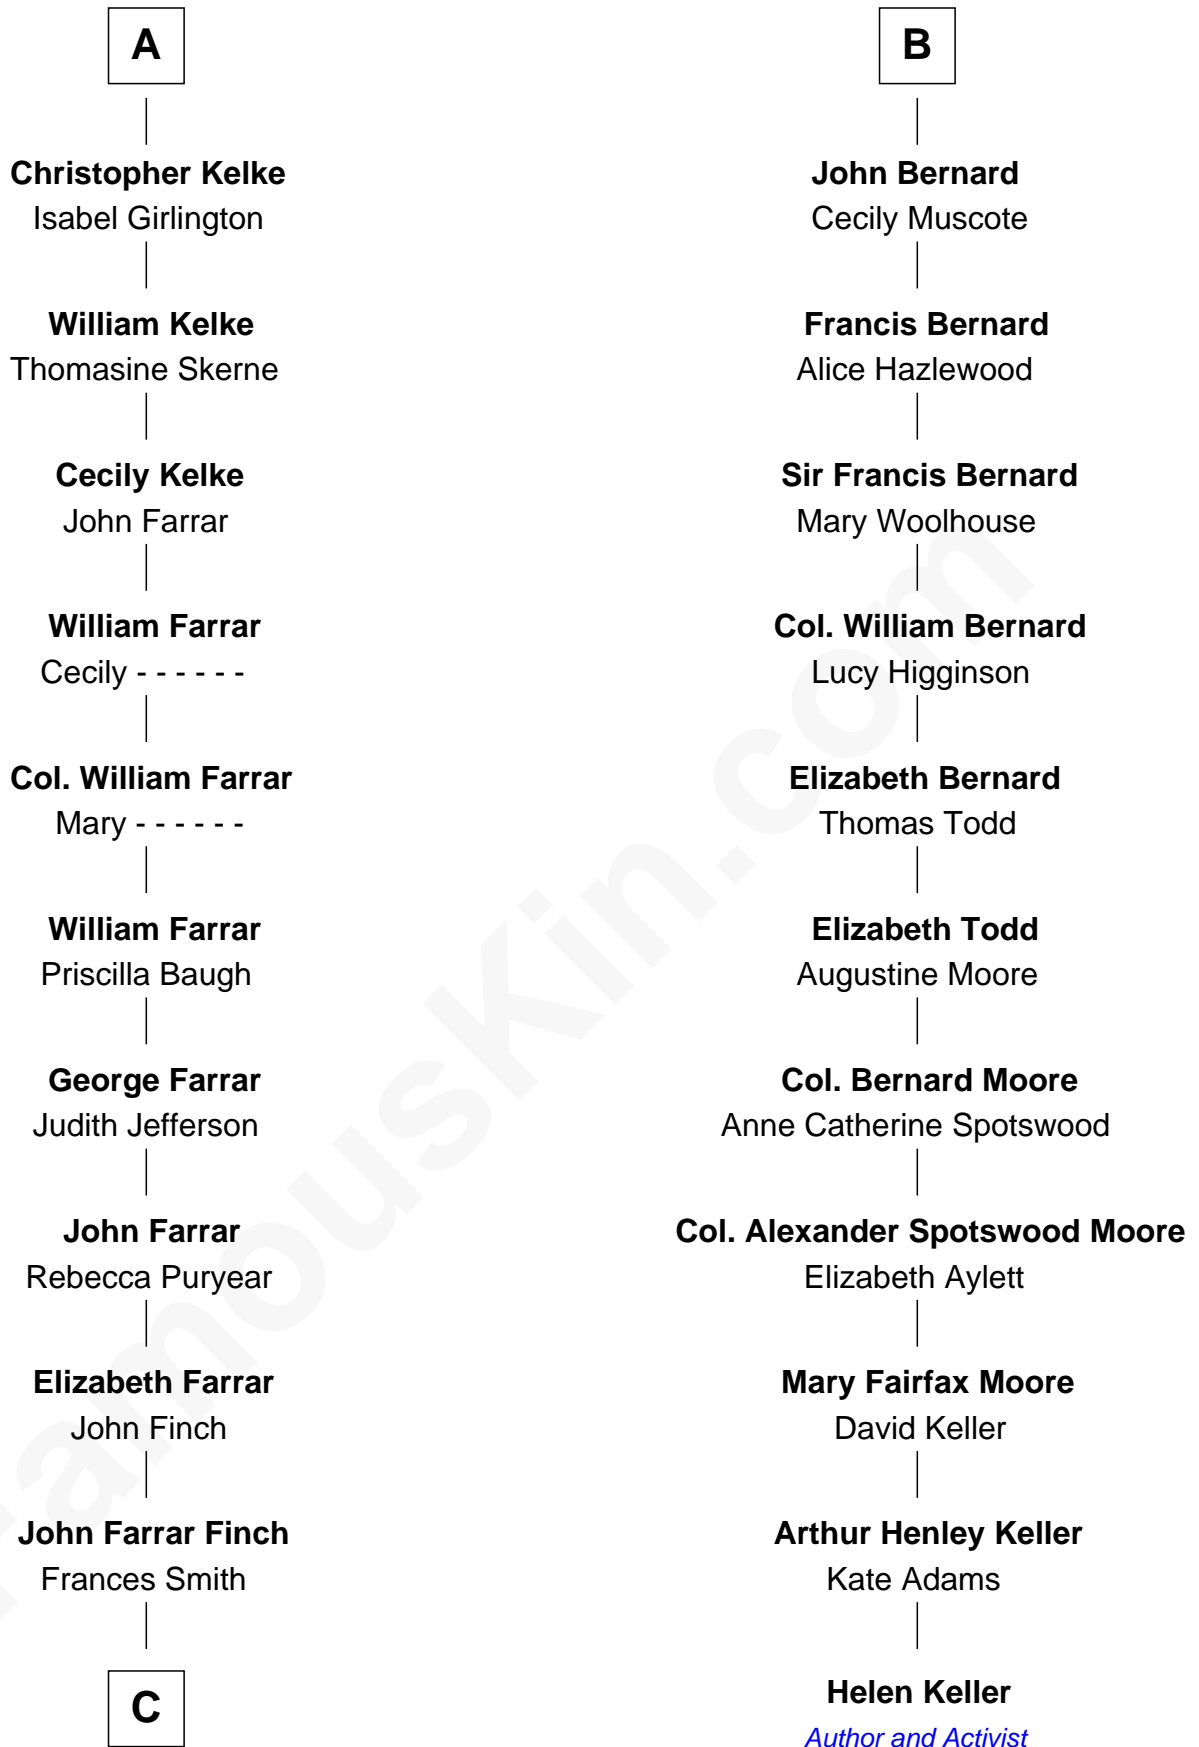 A
Christopher Kelke
Isabel Girlington
William Kelke
Thomasine Skerne
Cecily Kelke
John Farrar
William Farrar
Cecily - - - - - -
Col. William Farrar
Mary - - - - - -
William Farrar
Priscilla Baugh
George Farrar
Judith Jefferson
John Farrar
Rebecca Puryear
Elizabeth Farrar
John Finch
John Farrar Finch
Frances Smith
C
B
John Bernard
Cecily Muscote
Francis Bernard
Alice Hazlewood
Sir Francis Bernard
Mary Woolhouse
Col. William Bernard
Lucy Higginson
Elizabeth Bernard
Thomas Todd
Elizabeth Todd
Augustine Moore
Col. Bernard Moore
Anne Catherine Spotswood
Col. Alexander Spotswood Moore
Elizabeth Aylett
Mary Fairfax Moore
David Keller
Arthur Henley Keller
Kate Adams
Helen Keller
Author and Activist
FamousKin.com